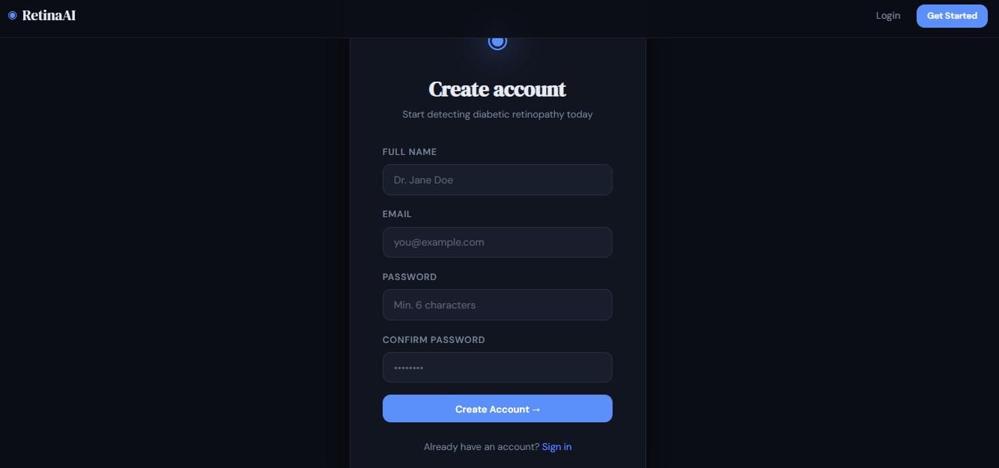 RetinaAI
Login
Get Started
Create account
Start detecting diabetic retinopathy today
FULL NAME
Dr. Jane Doe
EMAIL
you@example.com
PASSWORD
Min. 6 characters
CONFIRM PASSWORD
••••••••
Create Account →
Already have an account? Sign in